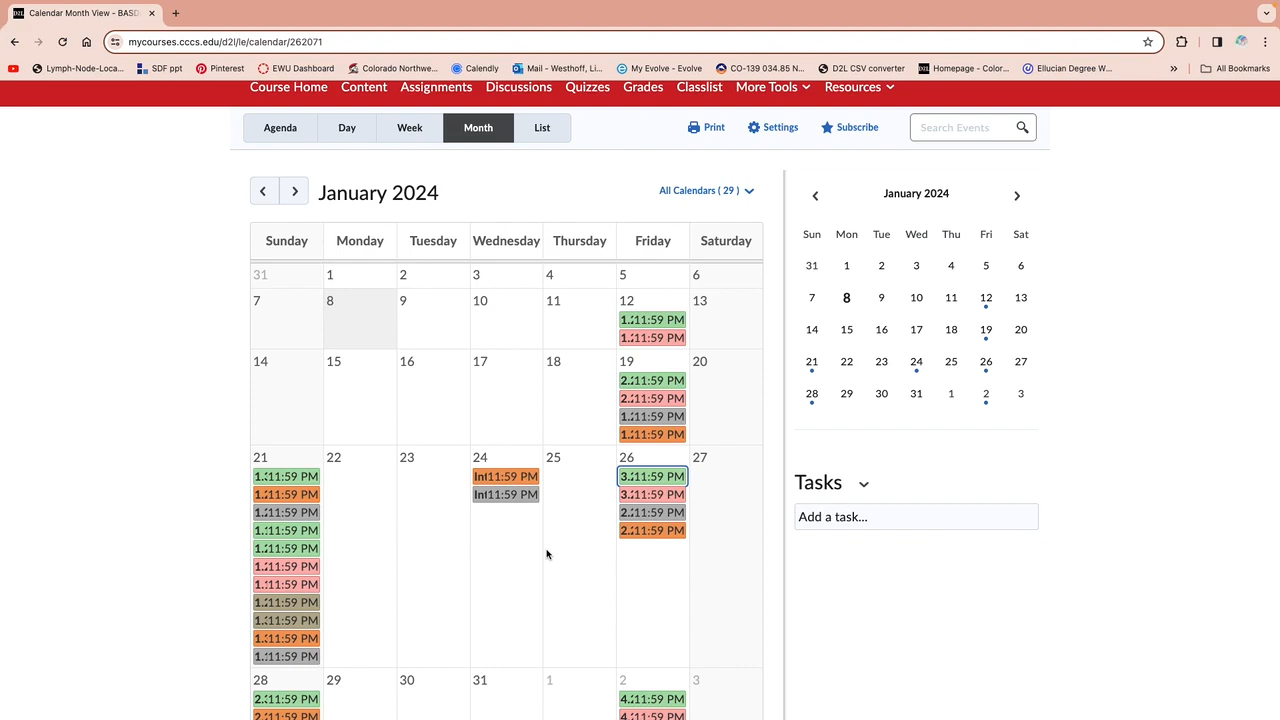 Calendar Month View - BASD
mycourses.cccs.edu/d2l/le/calendar/262071
Lymph-Node-Loca... SDF ppt Pinterest EWU Dashboard Colorado Northwe... Calendly Mail - Westhoff, Li... My Evolve - Evolve CO-139 034.85 N... D2L CSV converter Homepage - Color... Ellucian Degree W... » All Bookmarks
Course Home Content Assignments Discussions Quizzes Grades Classlist More Tools Resources
Agenda Day Week Month List Print Settings Subscribe Search Events
January 2024 All Calendars ( 29 )
Sunday Monday Tuesday Wednesday Thursday Friday Saturday
31 1 2 3 4 5 6
7 8 9 10 11 12 13
11:59 PM
11:59 PM
14 15 16 17 18 19 20
11:59 PM
11:59 PM
11:59 PM
11:59 PM
21 22 23 24 25 26 27
11:59 PM 11:59 PM 11:59 PM
11:59 PM 11:59 PM 11:59 PM
11:59 PM 11:59 PM
11:59 PM 11:59 PM
11:59 PM
11:59 PM
11:59 PM
11:59 PM
11:59 PM
11:59 PM
11:59 PM
28 29 30 31 1 2 3
11:59 PM 11:59 PM
11:59 PM 11:59 PM
January 2024
Sun Mon Tue Wed Thu Fri Sat
31 1 2 3 4 5 6
7 8 9 10 11 12 13
14 15 16 17 18 19 20
21 22 23 24 25 26 27
28 29 30 31 1 2 3
Tasks
Add a task...